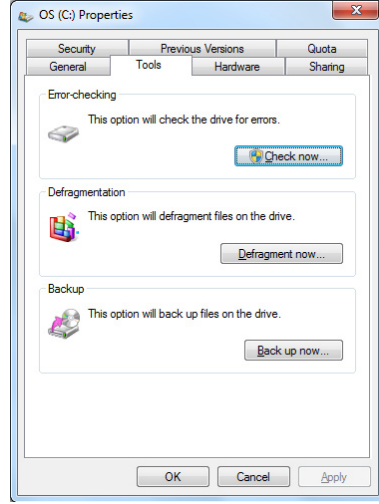 OS (C:) Properties
Security Previous Versions Quota
General Tools Hardware Sharing
Error-checking
This option will check the drive for errors.
Check now...
Defragmentation
This option will defragment files on the drive.
Defragment now...
Backup
This option will back up files on the drive.
Back up now...
OK Cancel Apply